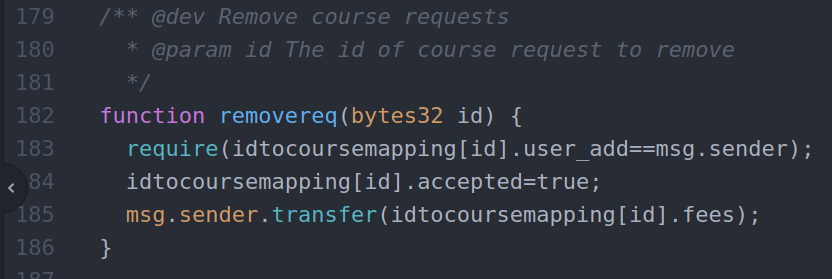 179 /** @dev Remove course requests
180 * @param id The id of course request to remove
181 */
182 function removereq(bytes32 id) {
183 require(idtocoursemapping[id].user_add==msg.sender);
84 idtocoursemapping[id].accepted=true;
185 msg.sender.transfer(idtocoursemapping[id].fees);
186 }
187